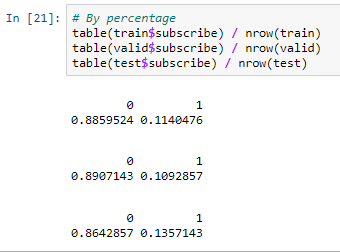 In [21]: # By percentage
table(train$subscribe) / nrow(train)
table(valid$subscribe) / nrow(valid)
table(test$subscribe) / nrow(test)
0 1
0.8859524 0.1140476
0 1
0.8907143 0.1092857
0 1
0.8642857 0.1357143